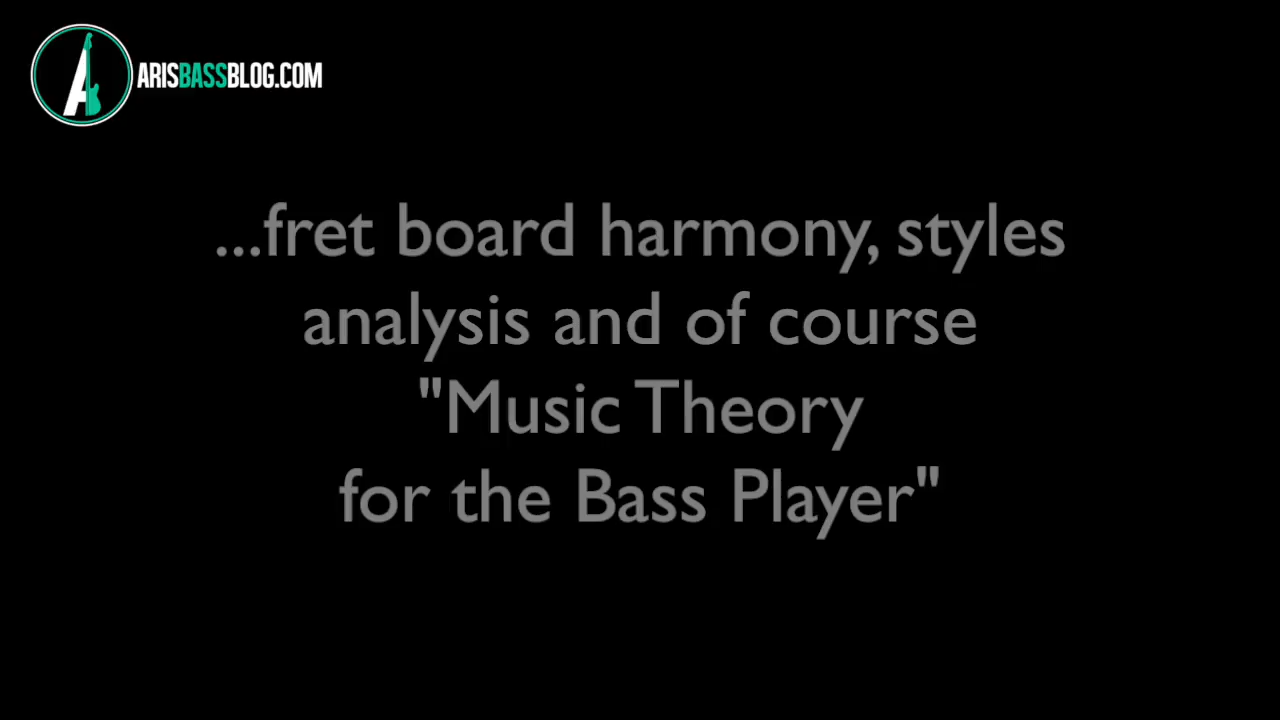 ARISBASSBLOG.COM
...fret board harmony, styles
analysis and of course
"Music Theory
for the Bass Player"